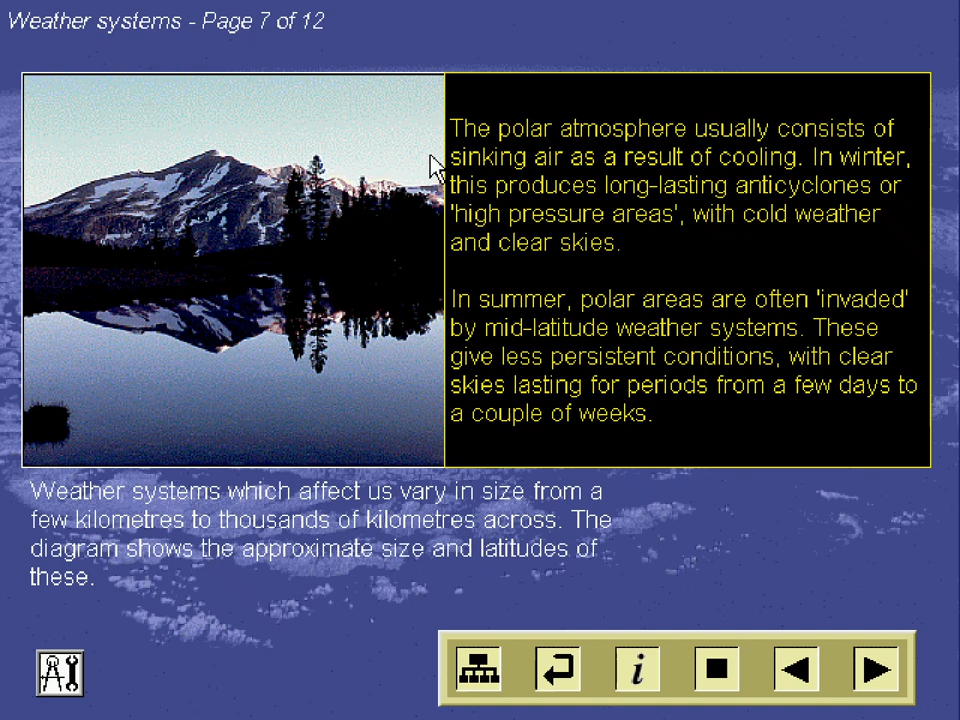 Weather systems - Page 7 of 12
The polar atmosphere usually consists of
sinking air as a result of cooling. In winter,
this produces long-lasting anticyclones or
'high pressure areas', with cold weather
and clear skies.
In summer, polar areas are often 'invaded'
by mid-latitude weather systems. These
give less persistent conditions, with clear
skies lasting for periods from a few days to
a couple of weeks.
Weather systems which affect us vary in size from a
few kilometres to thousands of kilometres across. The
diagram shows the approximate size and latitudes of
these.
i